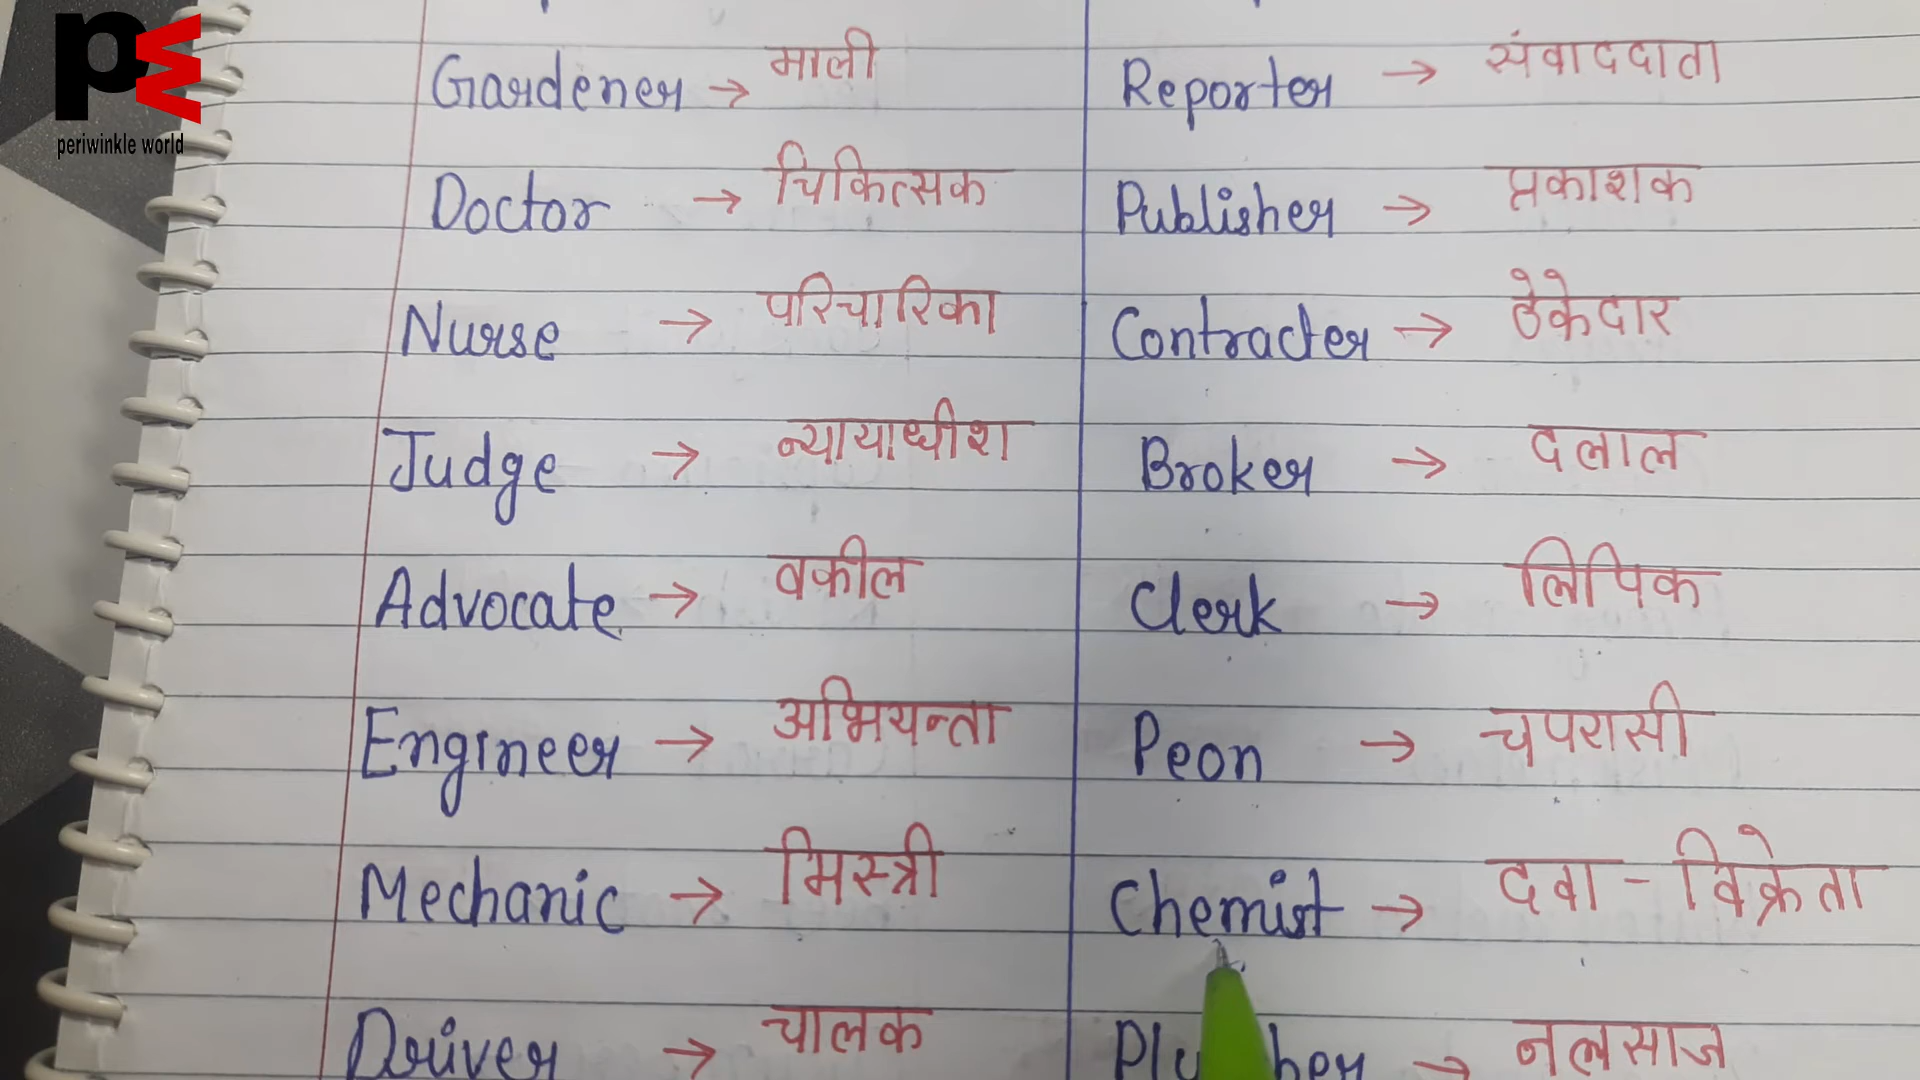 PW
periwinkle world
Gardener → माली
Doctor → चिकित्सक
Nurse → परिचारिका
Judge → न्यायाधीश
Advocate → वकील
Engineer → अभियन्ता
Mechanic → मिस्त्री
Driver → चालक
Reporter → संवाददाता
Publisher → प्रकाशक
Contracter → ठेकेदार
Broker → दलाल
Clerk → लिपिक
Peon → चपरासी
Chemist → दवा - विक्रेता
→ नलसाज